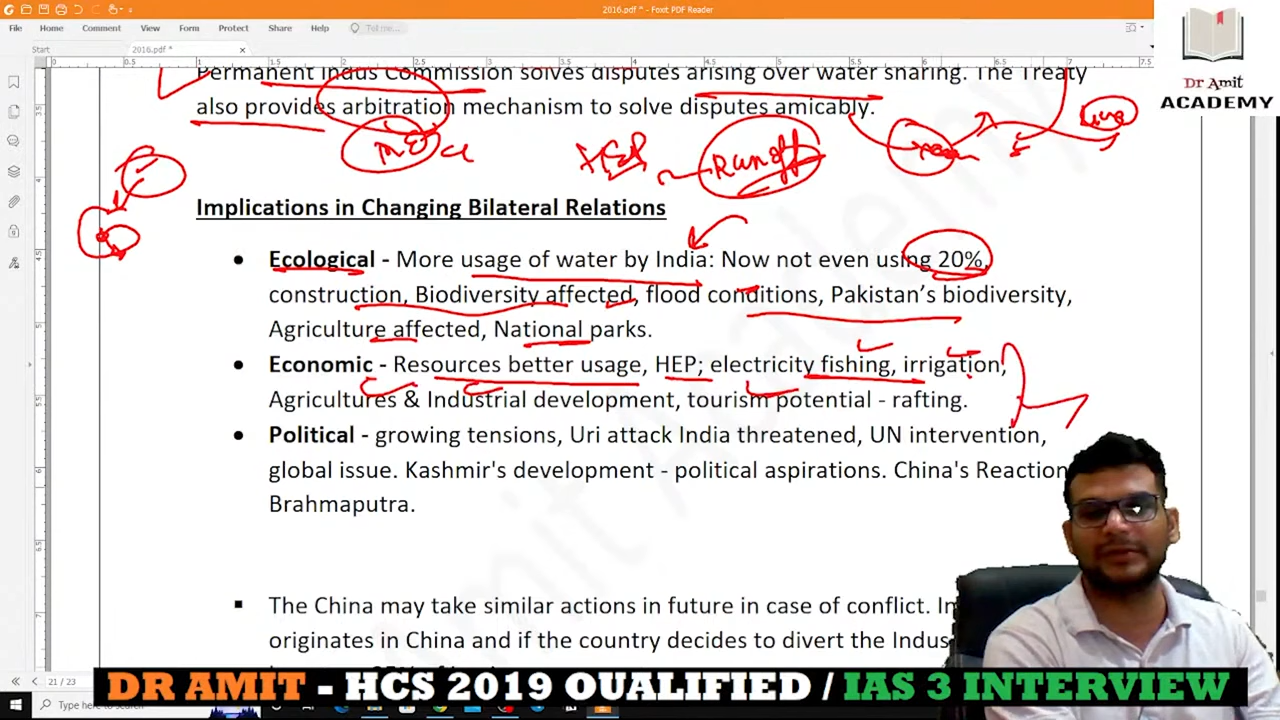 2016.pdf * - Foxit PDF Reader
File Home Comment View Form Protect Share Help Tell me...
Start 2016.pdf *
Dr Amit
ACADEMY
Permanent Indus Commission solves disputes arising over water sharing. The Treaty
also provides arbitration mechanism to solve disputes amicably.
HEP Runoff
Implications in Changing Bilateral Relations
• Ecological - More usage of water by India: Now not even using 20%,
construction, Biodiversity affected, flood conditions, Pakistan's biodiversity,
Agriculture affected, National parks.
• Economic - Resources better usage, HEP; electricity fishing, irrigation,
Agricultures & Industrial development, tourism potential - rafting.
• Political - growing tensions, Uri attack India threatened, UN intervention,
global issue. Kashmir's development - political aspirations. China's Reaction
Brahmaputra.
▪ The China may take similar actions in future in case of conflict. In
originates in China and if the country decides to divert the Indus
21 / 23
DR AMIT - HCS 2019 QUALIFIED / IAS 3 INTERVIEW
Type here to search